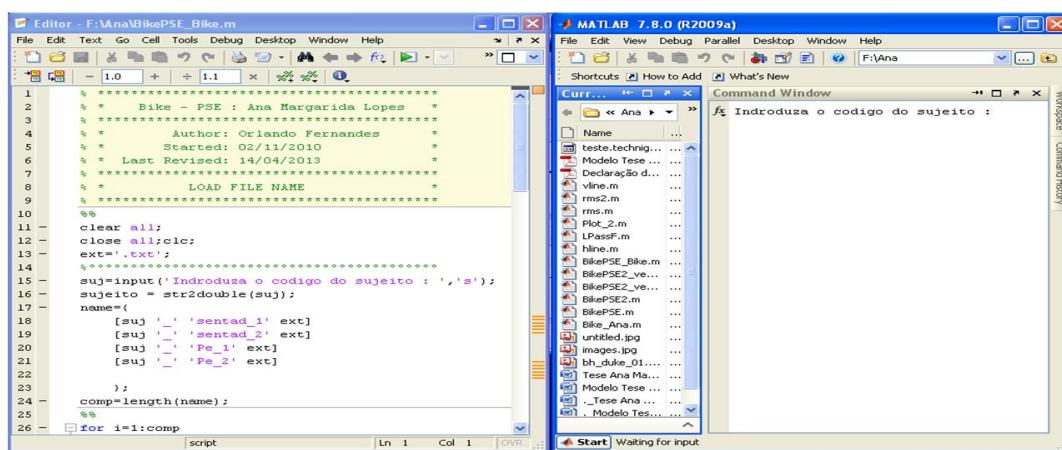 Editor - F:\Ana\BikePSE_Bike.m
File Edit Text Go Cell Tools Debug Desktop Window Help
- 1.0 + ÷ 1.1 ×
1 % ****************************************
2 % * Bike - PSE : Ana Margarida Lopes *
3 % ****************************************
4 % * Author: Orlando Fernandes *
5 % * Started: 02/11/2010 *
6 % * Last Revised: 14/04/2013 *
7 % ****************************************
8 % * LOAD FILE NAME *
9 % ****************************************
10 %%
11 - clear all;
12 - close all;clc;
13 - ext='.txt';
14 %****************************************
15 - suj=input('Indroduza o codigo do sujeito : ','s');
16 - sujeito = str2double(suj);
17 - name={
18 [suj '_' 'sentad_1' ext]
19 [suj '_' 'sentad_2' ext]
20 [suj '_' 'Pe_1' ext]
21 [suj '_' 'Pe_2' ext]
22
23 };
24 - comp=length(name);
25 %%
26 - for i=1:comp
script Ln 1 Col 1 OVR
MATLAB 7.8.0 (R2009a)
File Edit View Debug Parallel Desktop Window Help
F:\Ana
Shortcuts How to Add What's New
Curr...
« Ana
Name
teste.technig...
Modelo Tese ...
Declaração d...
vline.m
rms2.m
rms.m
Plot_2.m
LPassF.m
hline.m
BikePSE_Bike.m
BikePSE2_ve...
BikePSE2_ve...
BikePSE2.m
BikePSE.m
Bike_Ana.m
untitled.jpg
images.jpg
bh_duke_01....
Tese Ana Ma...
Modelo Tese ...
._Tese Ana ...
._Modelo Tes...
Command Window
fx Indroduza o codigo do sujeito :
Workspace
Command History
Start Waiting for input